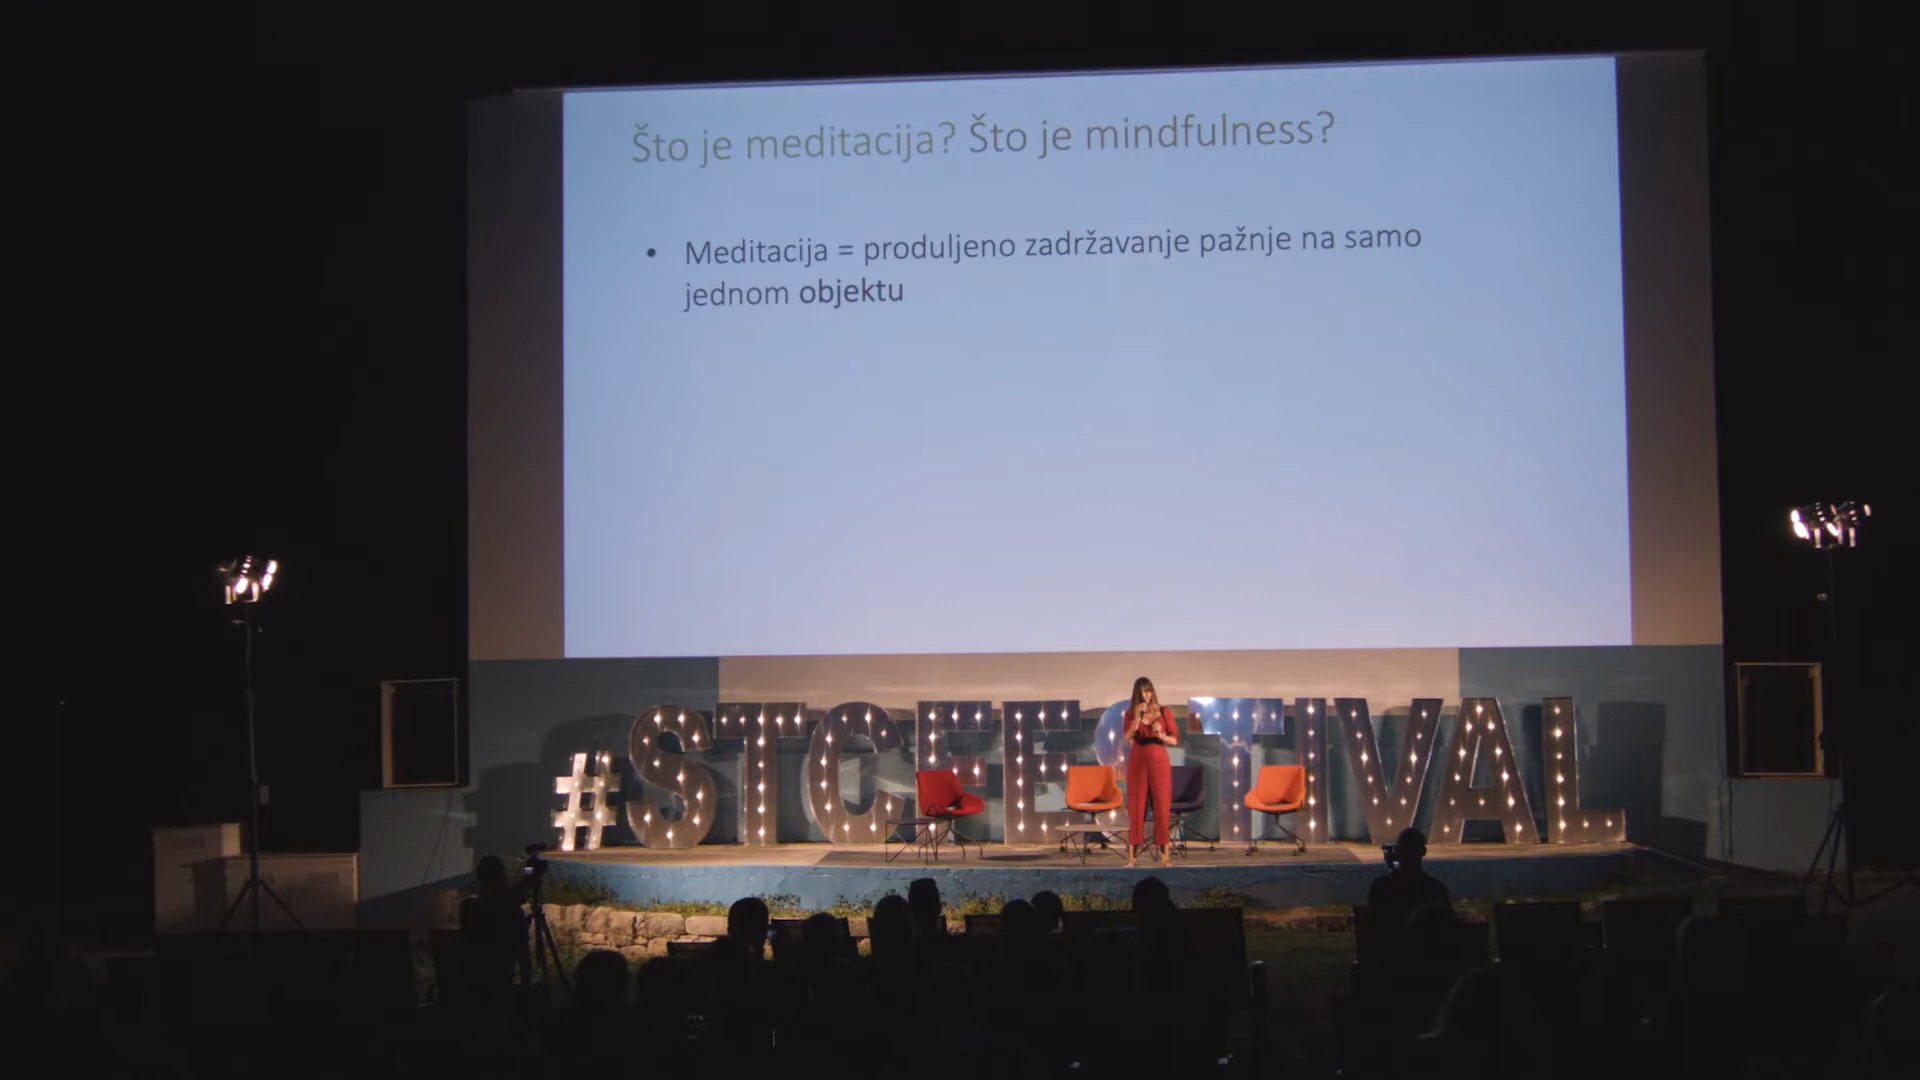 Što je meditacija? Što je mindfulness?
• Meditacija = produljeno zadržavanje pažnje na samo
jednom objektu
#STCFESTIVAL